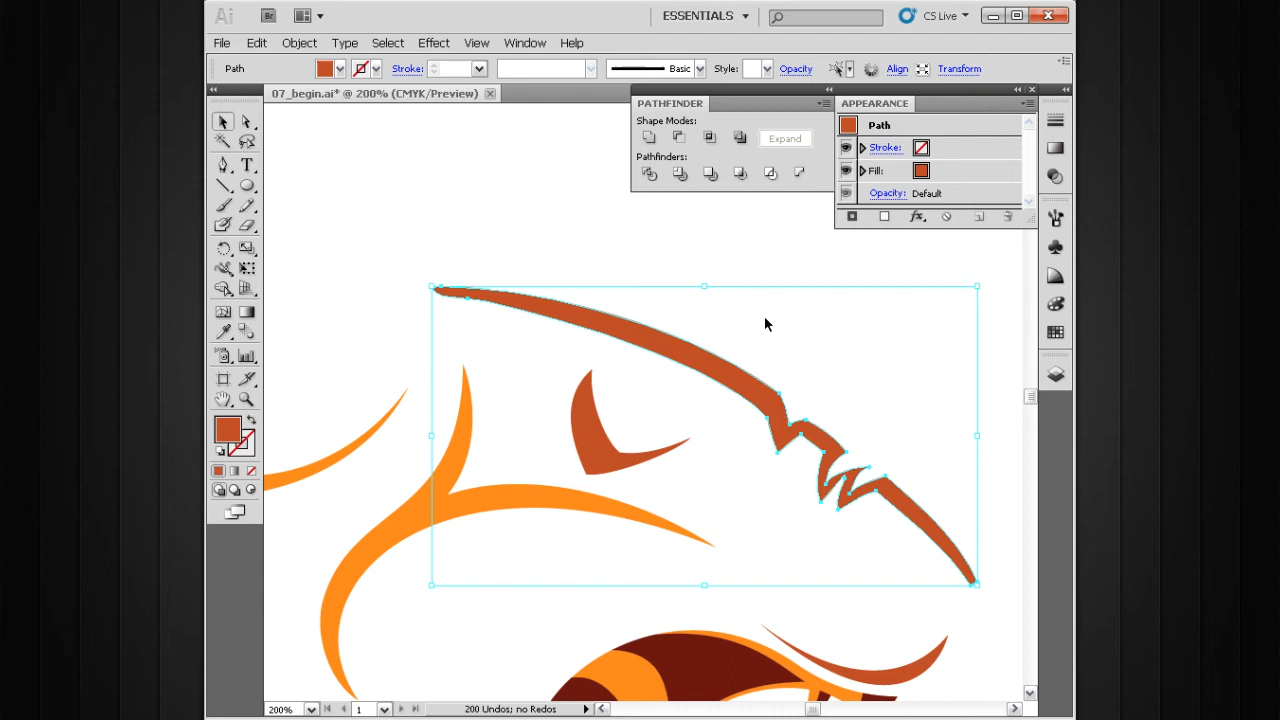 Ai Br ESSENTIALS CS Live
File Edit Object Type Select Effect View Window Help
Path Stroke: Basic Style: Opacity Align Transform
07_begin.ai* @ 200% (CMYK/Preview)
PATHFINDER
Shape Modes:
Expand
Pathfinders:
APPEARANCE
Path
Stroke:
Fill:
Opacity: Default
fx
T
200% 1 200 Undos; no Redos